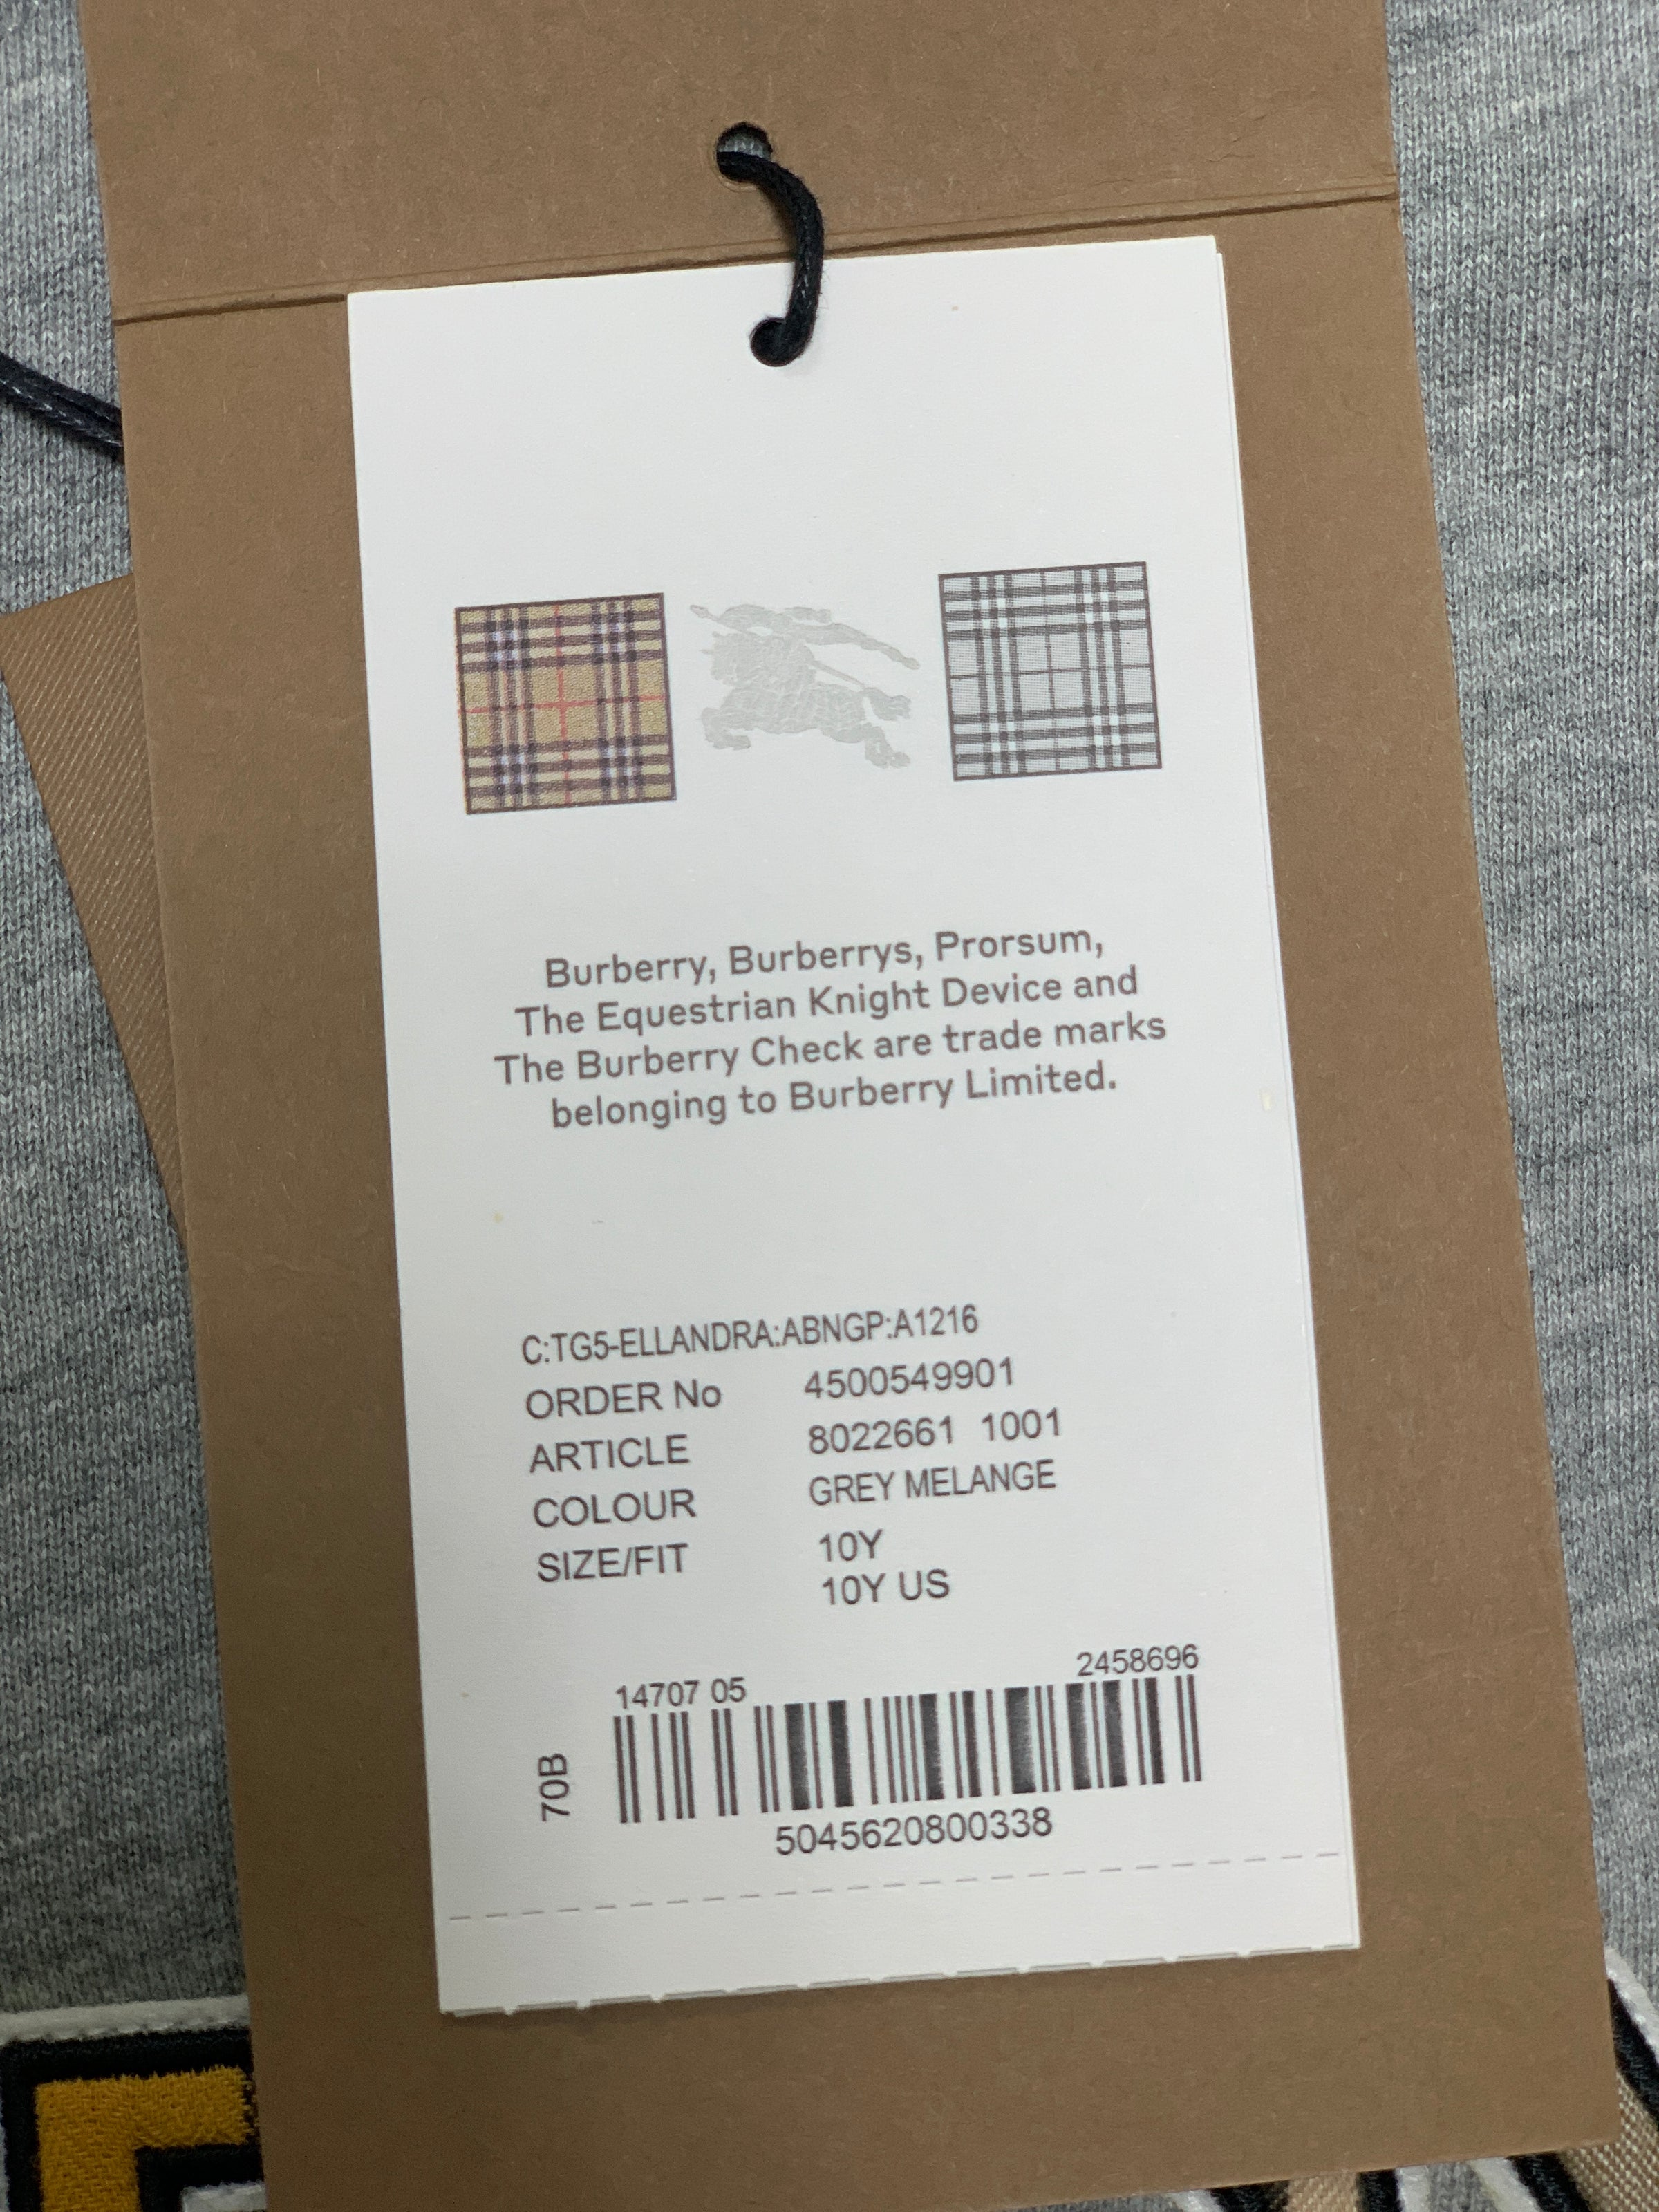 Burberry, Burberrys, Prorsum,
The Equestrian Knight Device and
The Burberry Check are trade marks
belonging to Burberry Limited.
C:TG5-ELLANDRA:ABNGP:A1216
ORDER No 4500549901
ARTICLE 8022661 1001
COLOUR GREY MELANGE
SIZE/FIT 10Y
10Y US
14707 05 2458696
70B
5045620800338